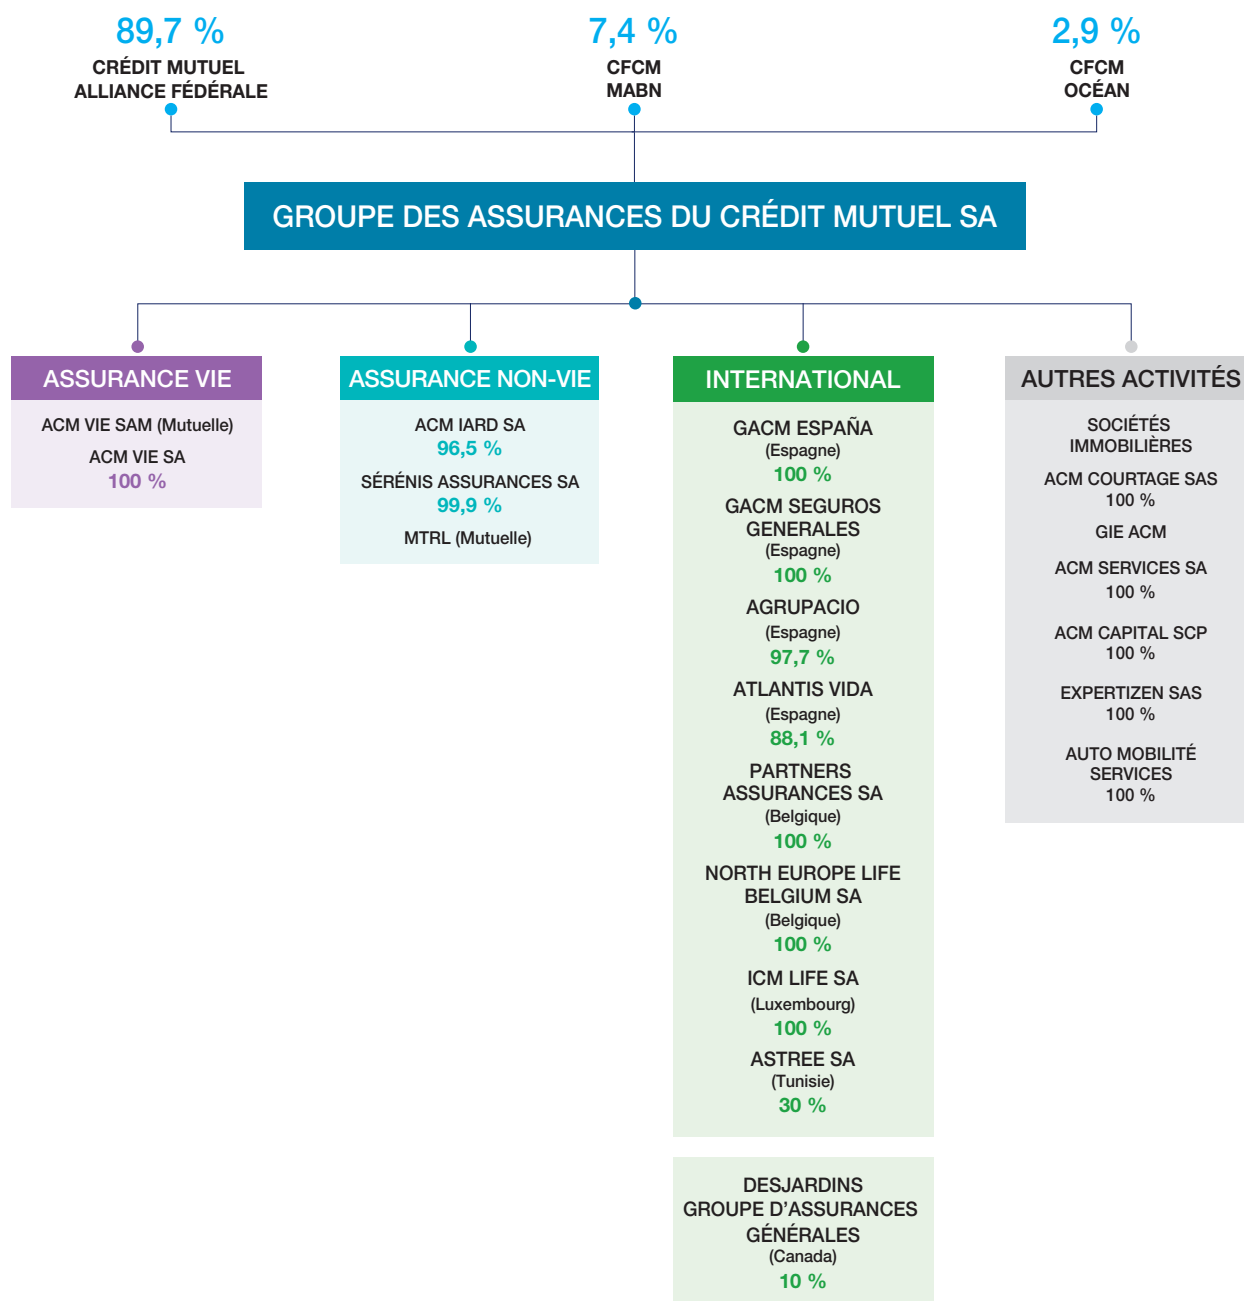 89,7 %
CRÉDIT MUTUEL
ALLIANCE FÉDÉRALE
7,4 %
CFCM
MABN
2,9 %
CFCM
OCÉAN
GROUPE DES ASSURANCES DU CRÉDIT MUTUEL SA
ASSURANCE VIE
ACM VIE SAM (Mutuelle)
ACM VIE SA
100 %
ASSURANCE NON-VIE
ACM IARD SA
96,5 %
SÉRÉNIS ASSURANCES SA
99,9 %
MTRL (Mutuelle)
INTERNATIONAL
GACM ESPAÑA
(Espagne)
100 %
GACM SEGUROS
GENERALES
(Espagne)
100 %
AGRUPACIO
(Espagne)
97,7 %
ATLANTIS VIDA
(Espagne)
88,1 %
PARTNERS
ASSURANCES SA
(Belgique)
100 %
NORTH EUROPE LIFE
BELGIUM SA
(Belgique)
100 %
ICM LIFE SA
(Luxembourg)
100 %
ASTREE SA
(Tunisie)
30 %
DESJARDINS
GROUPE D'ASSURANCES
GÉNÉRALES
(Canada)
10 %
AUTRES ACTIVITÉS
SOCIÉTÉS
IMMOBILIÈRES
ACM COURTAGE SAS
100 %
GIE ACM
ACM SERVICES SA
100 %
ACM CAPITAL SCP
100 %
EXPERTIZEN SAS
100 %
AUTO MOBILITÉ
SERVICES
100 %